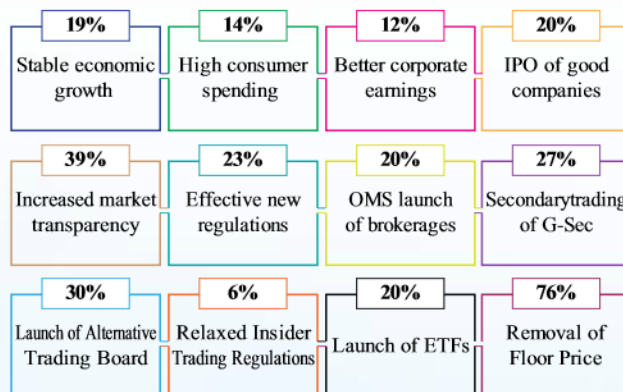 19%
Stable economic
growth
14%
High consumer
spending
12%
Better corporate
earnings
20%
IPO of good
companies
39%
Increased market
transparency
23%
Effective new
regulations
20%
OMS launch
of brokerages
27%
Secondarytrading
of G-Sec
30%
Launch of Alternative
Trading Board
6%
Relaxed Insider
Trading Regulations
20%
Launch of ETFs
76%
Removal of
Floor Price